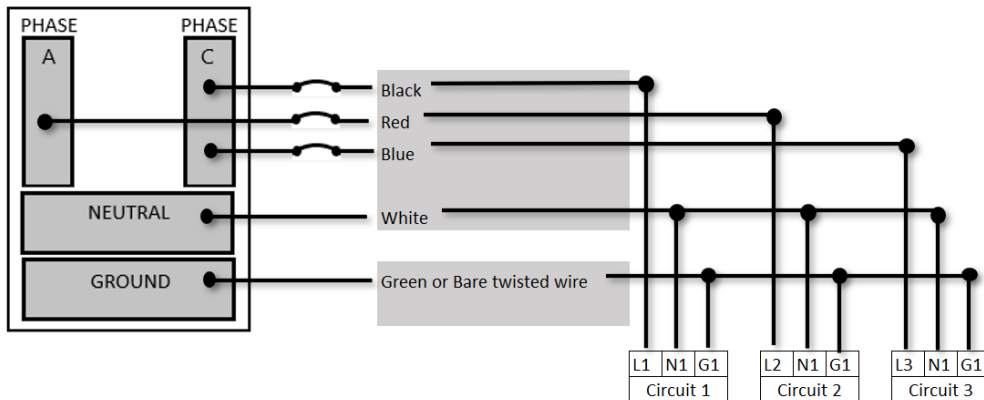 PHASE PHASE
A C
Black
Red
Blue
NEUTRAL
White
GROUND
Green or Bare twisted wire
L1 N1 G1 L2 N1 G1 L3 N1 G1
Circuit 1 Circuit 2 Circuit 3